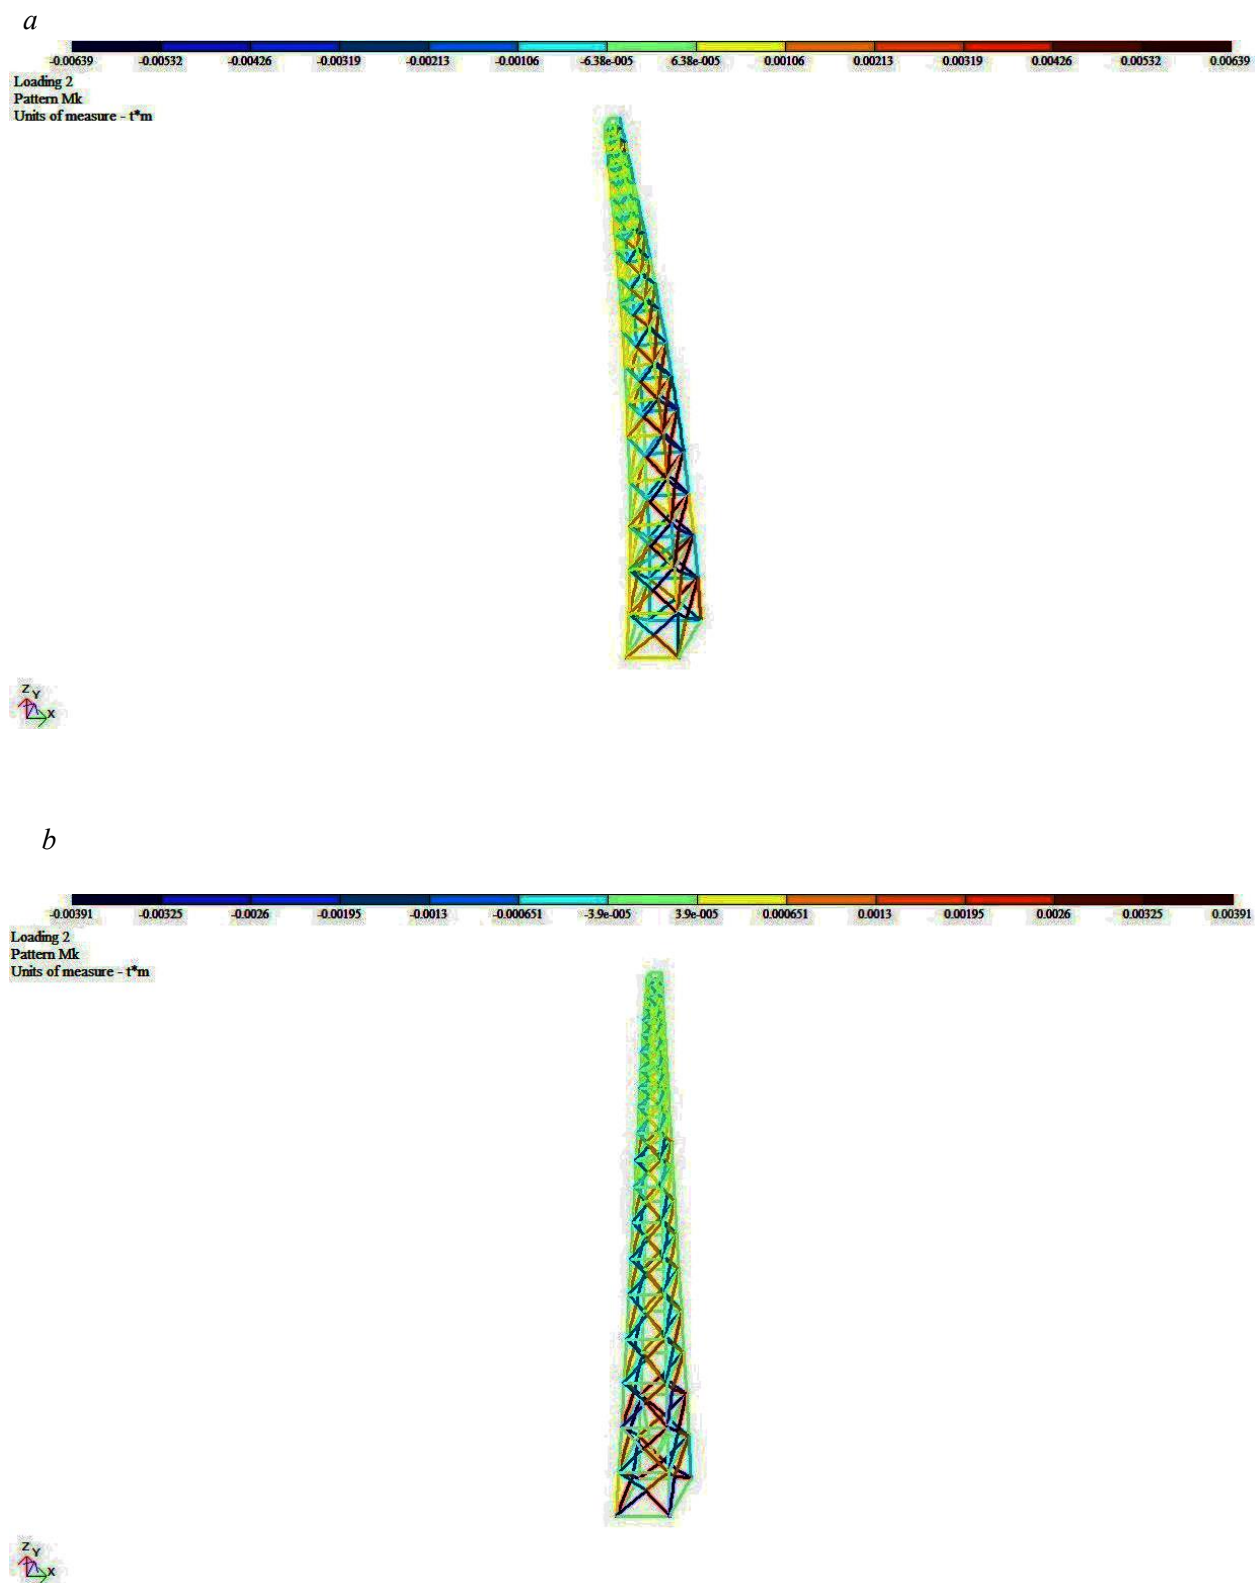 a
-0.00639 -0.00532 -0.00426 -0.00319 -0.00213 -0.00106 -6.38e-005 6.38e-005 0.00106 0.00213 0.00319 0.00426 0.00532 0.00639
Loading 2
Pattern Mk
Units of measure - t*m
Z Y
X
b
-0.00391 -0.00325 -0.0026 -0.00195 -0.0013 -0.000651 -3.9e-005 3.9e-005 0.000651 0.0013 0.00195 0.0026 0.00325 0.00391
Loading 2
Pattern Mk
Units of measure - t*m
Z Y
X